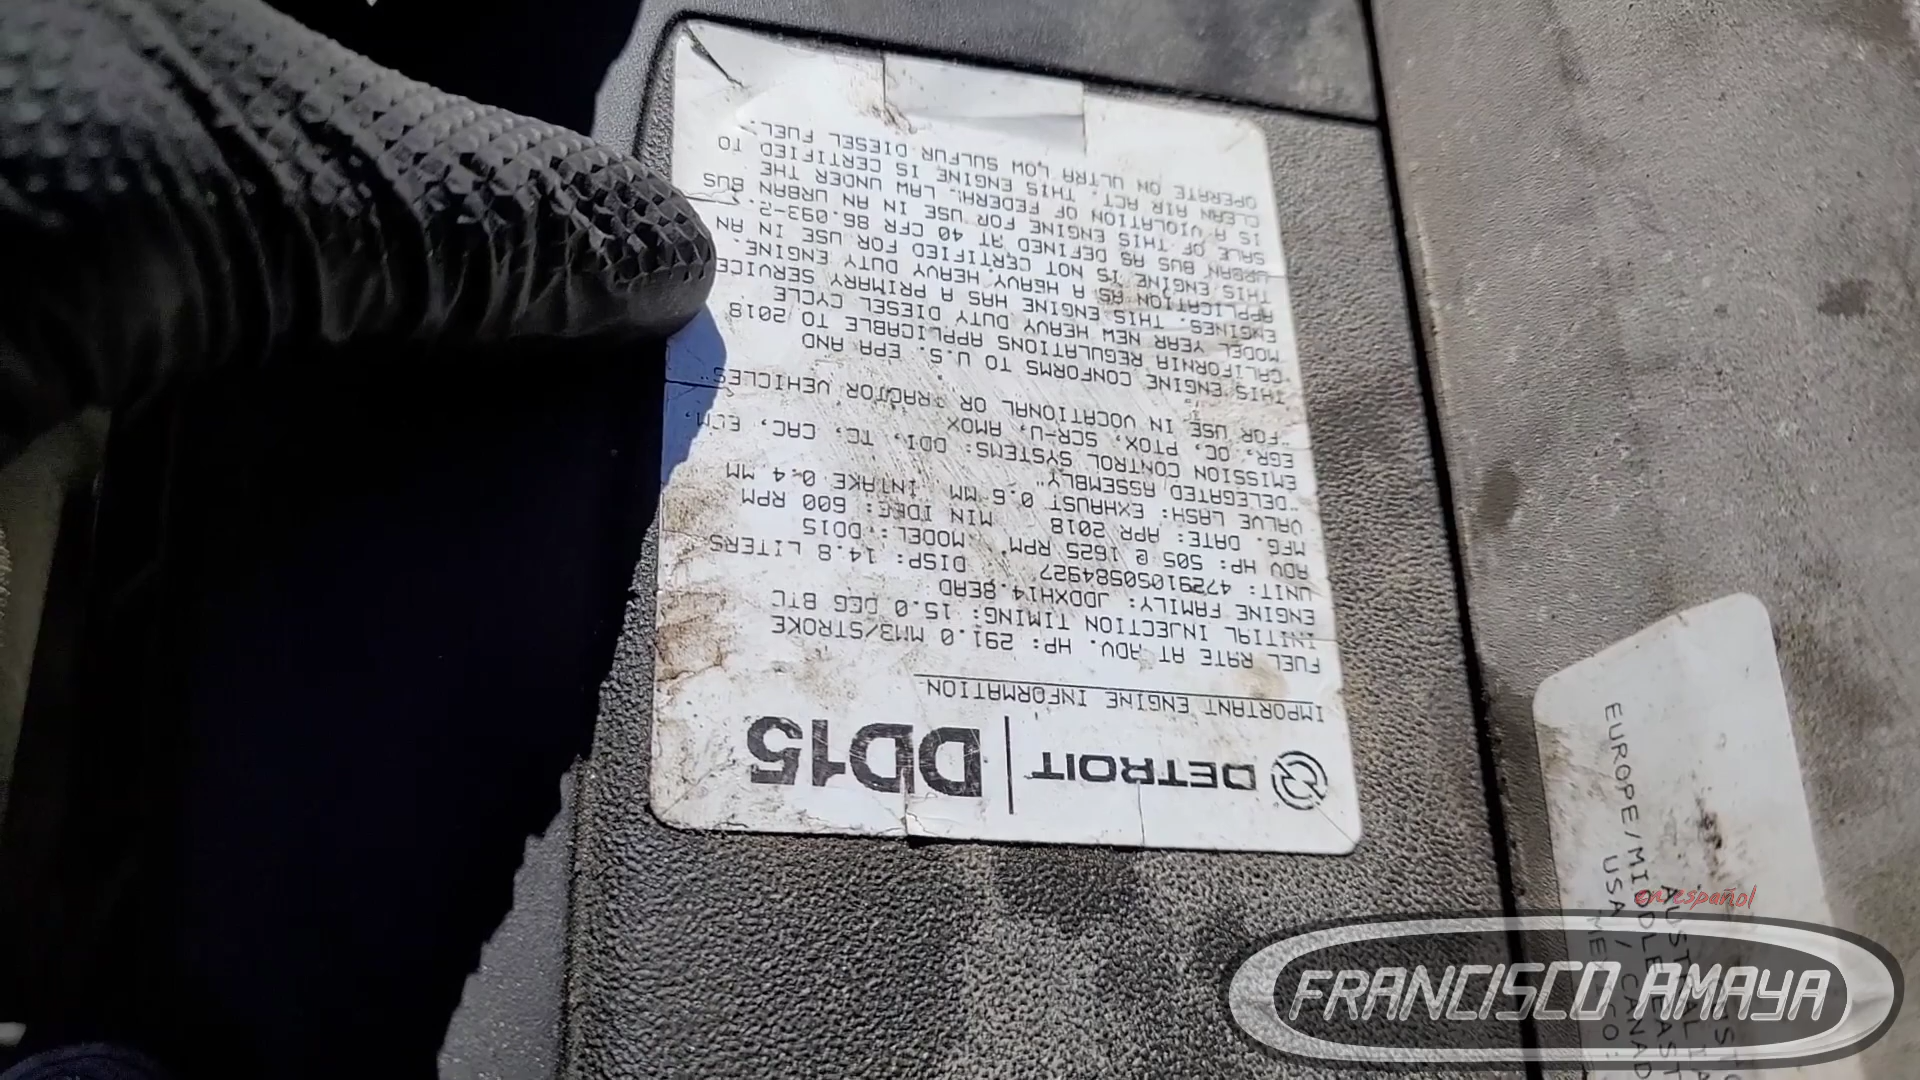 DETROIT | DD15
IMPORTANT ENGINE INFORMATION
FUEL RATE AT ADV. HP: 291.0 MM3/STROKE
INITIAL INJECTION TIMING: 15.0 DEG BTC
ENGINE FAMILY: JDDXH14.8EAD
UNIT: 472910S0584927 DISP: 14.8 LITERS
ADV HP: 505 @ 1625 RPM. MODEL: DD15
MFG. DATE: APR 2018 MIN IDLE: 600 RPM
VALVE LASH: EXHAUST 0.6 MM INTAKE 0.4 MM
"DELEGATED ASSEMBLY"
EMISSION CONTROL SYSTEMS: DDI, TC, CAC, ECM,
EGR, OC, PTOX, SCR-U, AMOX
"FOR USE IN VOCATIONAL OR TRACTOR VEHICLES"
THIS ENGINE CONFORMS TO U.S. EPA AND
CALIFORNIA REGULATIONS APPLICABLE TO 2018
MODEL YEAR NEW HEAVY DUTY DIESEL CYCLE
ENGINES. THIS ENGINE HAS A PRIMARY SERVICE
APPLICATION AS A HEAVY HEAVY DUTY ENGINE.
THIS ENGINE IS NOT CERTIFIED FOR USE IN AN
URBAN BUS AS DEFINED AT 40 CFR 86.093-2.
SALE OF THIS ENGINE FOR USE IN AN URBAN BUS
IS A VIOLATION OF FEDERAL LAW UNDER THE
CLEAN AIR ACT. THIS ENGINE IS CERTIFIED TO
OPERATE ON ULTRA LOW SULFUR DIESEL FUEL.
EUROPE/MIDDLE EAST
USA/CANAD
en español
FRANCISCO AMAYA